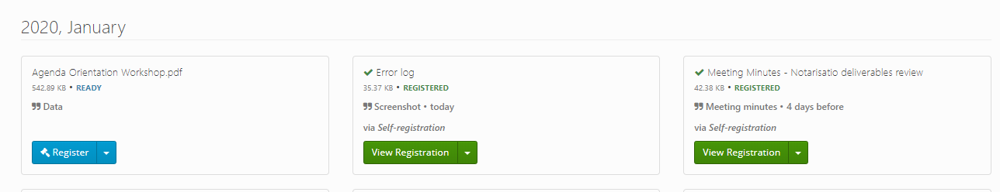 2020, January
Agenda Orientation Workshop.pdf
542.89 KB • READY
Data
Register
Error log
35.37 KB • REGISTERED
Screenshot • today
via Self-registration
View Registration
Meeting Minutes - Notarisatio deliverables review
42.38 KB • REGISTERED
Meeting minutes • 4 days before
via Self-registration
View Registration